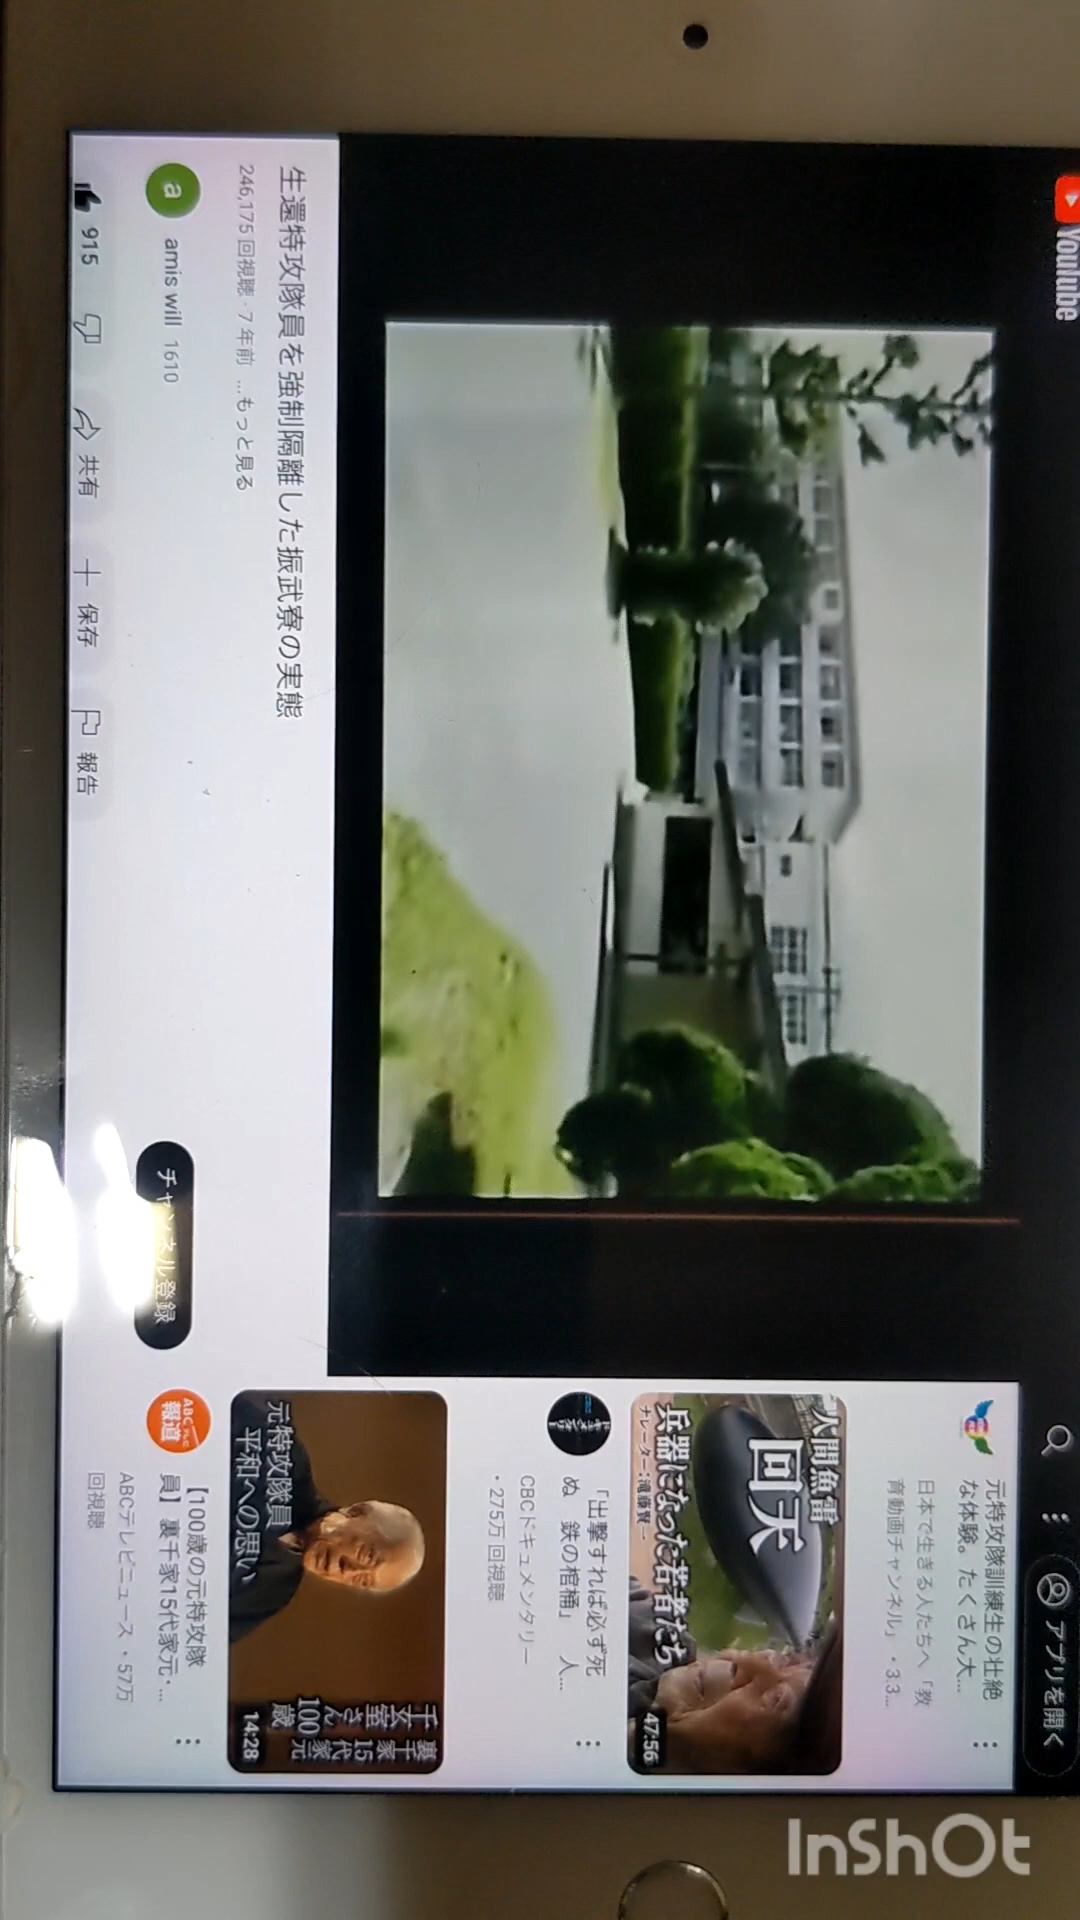 YouTube
アプリを開く
生還特攻隊員を強制隔離した振武寮の実態
246,175 回視聴・7 年前 ...もっと見る
a
amis will 1610
チャンネル登録
915
共有
保存
報告
元特攻隊訓練生の壮絶
な体験。たくさん大...
日本で生きる人たちへ「教
育動画チャンネル」・3.3...
人間魚雷
回天
兵器になった若者たち
ナレーター:滝藤賢一
47:56
「出撃すれば必ず死
ぬ 鉄の棺桶」 人...
CBCドキュメンタリー
・275万 回視聴
元特攻隊員
平和への思い
裏千家15代家元
千玄室さん100歳
14:28
ABCテレビ
報道
【100歳の元特攻隊
員】裏千家15代家元・...
ABCテレビニュース・57万
回視聴
InShOt